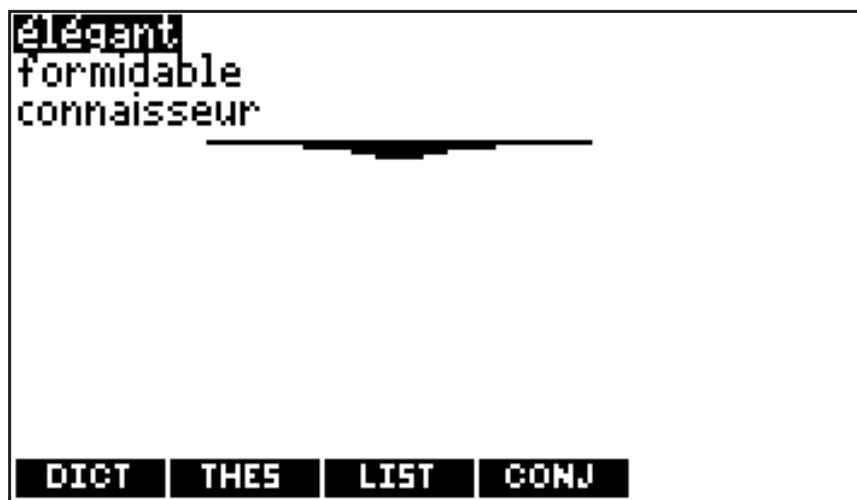 élégant
formidable
connaisseur
DICT THES LIST CONJ